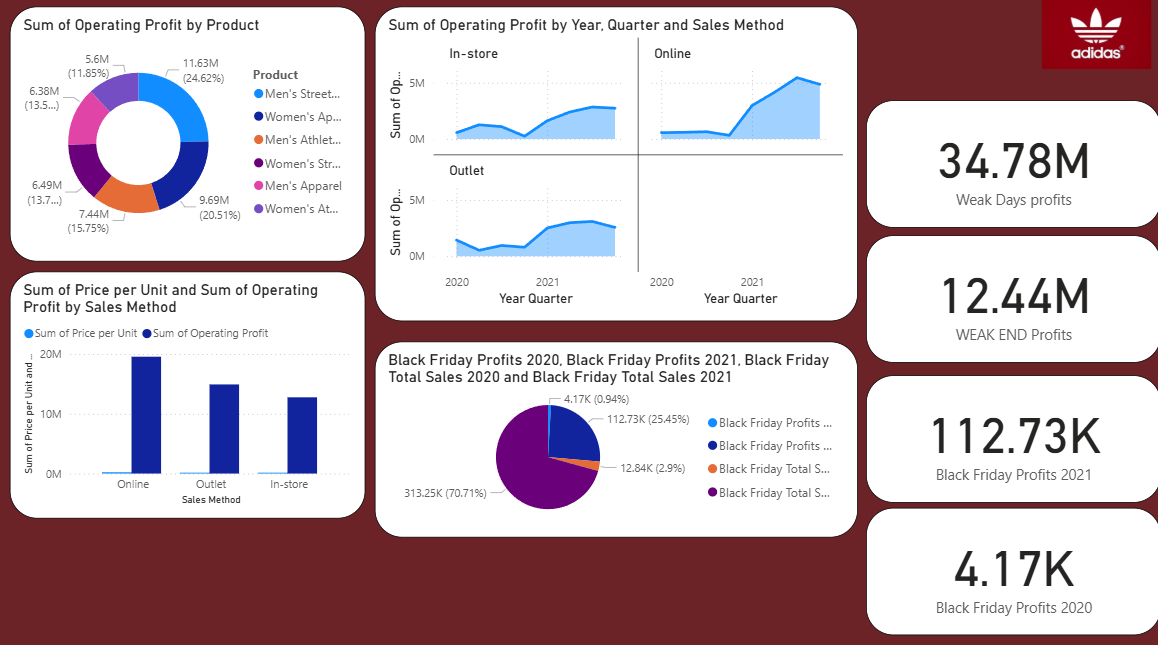 Sum of Operating Profit by Product
11.63M
(24.62%)
9.69M
(20.51%)
7.44M
(15.75%)
6.49M
(13.7...)
6.38M
(13.5...)
5.6M
(11.85%)
Product
Men's Street...
Women's Ap...
Men's Athlet...
Women's Str...
Men's Apparel
Women's At...
Sum of Operating Profit by Year, Quarter and Sales Method
In-store
Online
Sum of Op...
5M
0M
Outlet
Sum of Op...
5M
0M
2020
2021
2020
2021
Year Quarter
Year Quarter
adidas®
34.78M
Weak Days profits
12.44M
WEAK END Profits
112.73K
Black Friday Profits 2021
4.17K
Black Friday Profits 2020
Sum of Price per Unit and Sum of Operating
Profit by Sales Method
Sum of Price per Unit
Sum of Operating Profit
Sum of Price per Unit and ...
20M
10M
0M
Online
Outlet
In-store
Sales Method
Black Friday Profits 2020, Black Friday Profits 2021, Black Friday
Total Sales 2020 and Black Friday Total Sales 2021
4.17K (0.94%)
112.73K (25.45%)
12.84K (2.9%)
313.25K (70.71%)
Black Friday Profits ...
Black Friday Profits ...
Black Friday Total S...
Black Friday Total S...